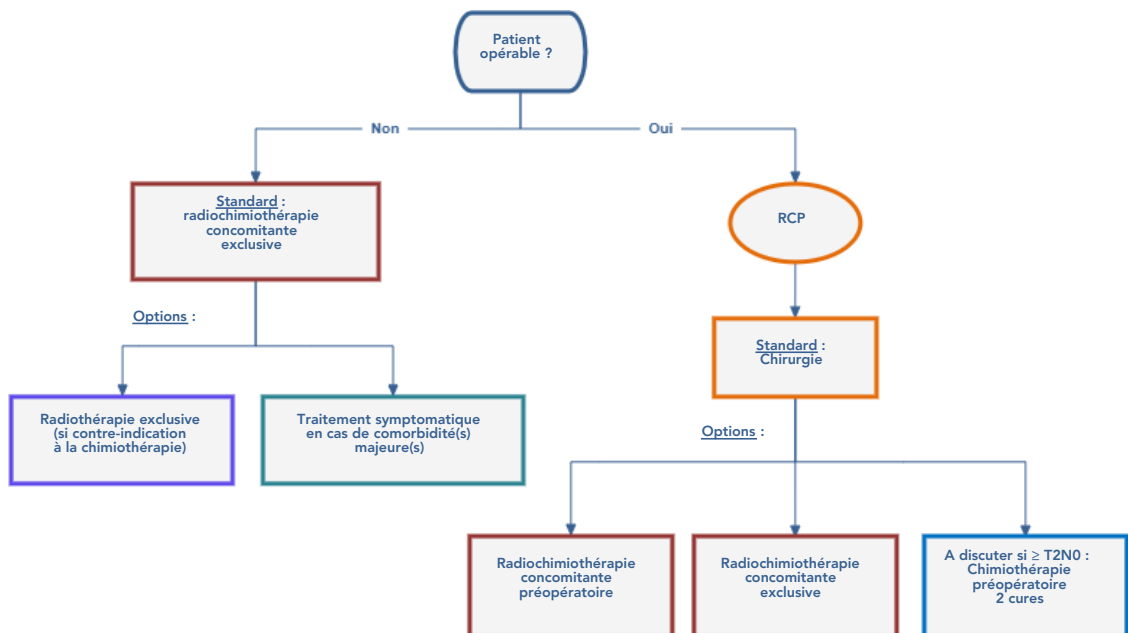 Patient
opérable ?
Non
Oui
Standard :
radiochimiothérapie
concomitante
exclusive
RCP
Options :
Standard :
Chirurgie
Radiothérapie exclusive
(si contre-indication
à la chimiothérapie)
Traitement symptomatique
en cas de comorbidité(s)
majeure(s)
Options :
Radiochimiothérapie
concomitante
préopératoire
Radiochimiothérapie
concomitante
exclusive
A discuter si ≥ T2N0 :
Chimiothérapie
préopératoire
2 cures